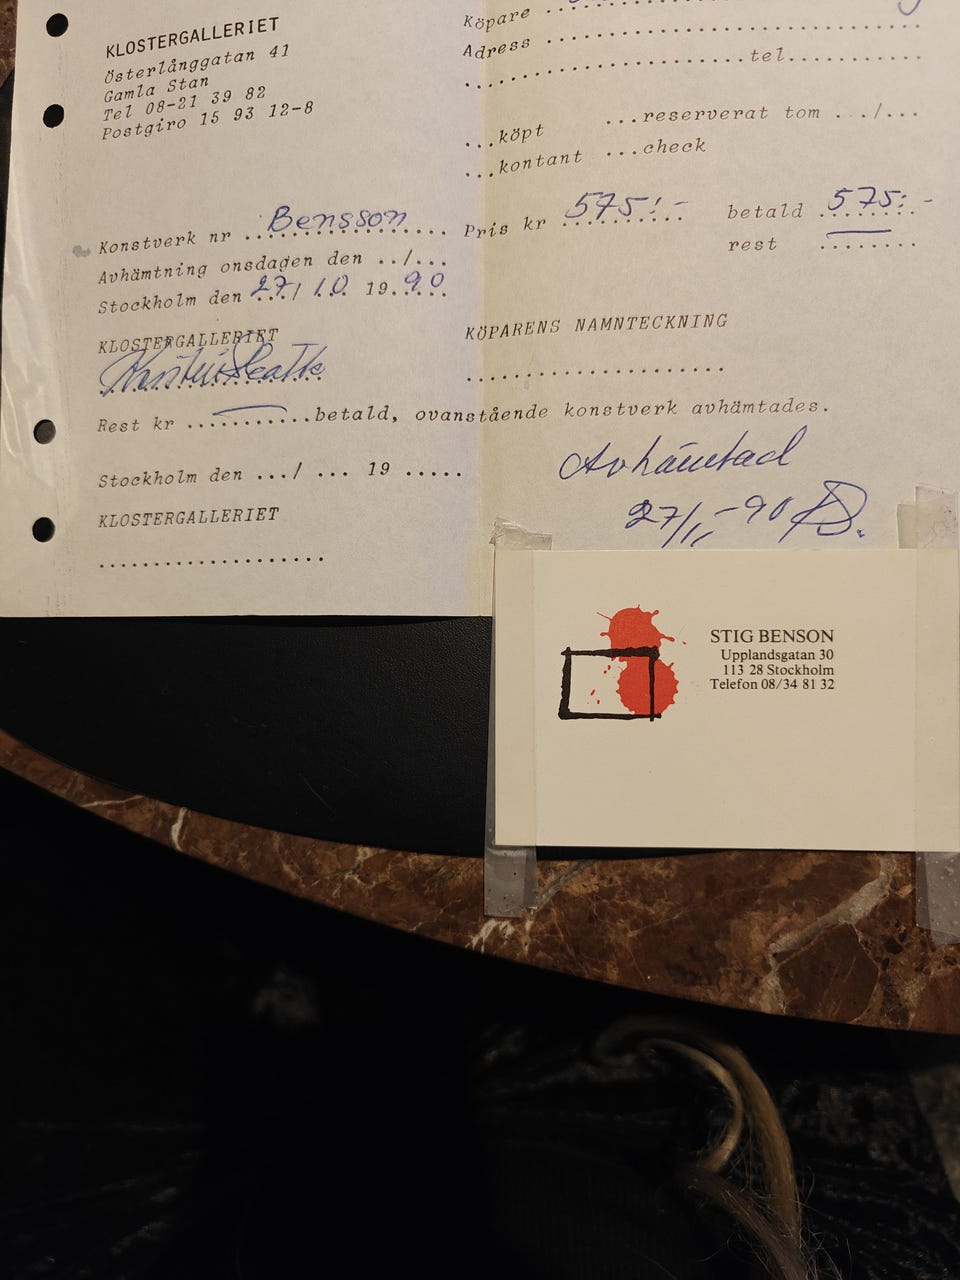 KLOSTERGALLERIET
Österlånggatan 41
Gamla Stan
Tel 08-21 39 82
Postgiro 15 93 12-8
Köpare ...
Adress ...
...tel...
...köpt ...reserverat tom .../...
...kontant ...check
Konstverk nr ...Bensson...
Pris kr 575:- betald 575:-
rest ...
Avhämtning onsdagen den .../...
Stockholm den 27/10 1990
KLOSTERGALLERIET
KÖPARENS NAMNTECKNING
Rest kr ...betald, ovanstående konstverk avhämtades.
Avhämtad
27/11-90
Stockholm den .../ ... 19 .....
KLOSTERGALLERIET
STIG BENSON
Upplandsgatan 30
113 28 Stockholm
Telefon 08/34 81 32